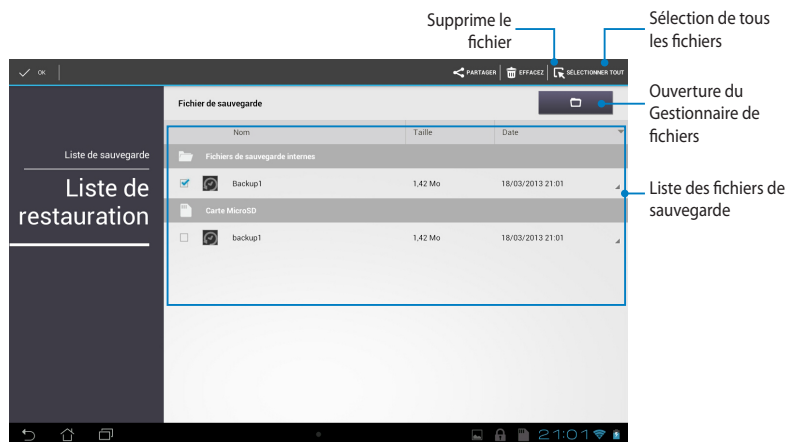 Supprime le
fichier
Sélection de tous
les fichiers
OK
PARTAGER
EFFACEZ
SÉLECTIONNER TOUT
Ouverture du
Gestionnaire de
fichiers
Fichier de sauvegarde
Nom Taille Date
Liste de sauvegarde
Fichiers de sauvegarde internes
Liste de
restauration
Backup1 1,42 Mo 18/03/2013 21:01
Liste des fichiers de
sauvegarde
Carte MicroSD
backup1 1,42 Mo 18/03/2013 21:01
21:01